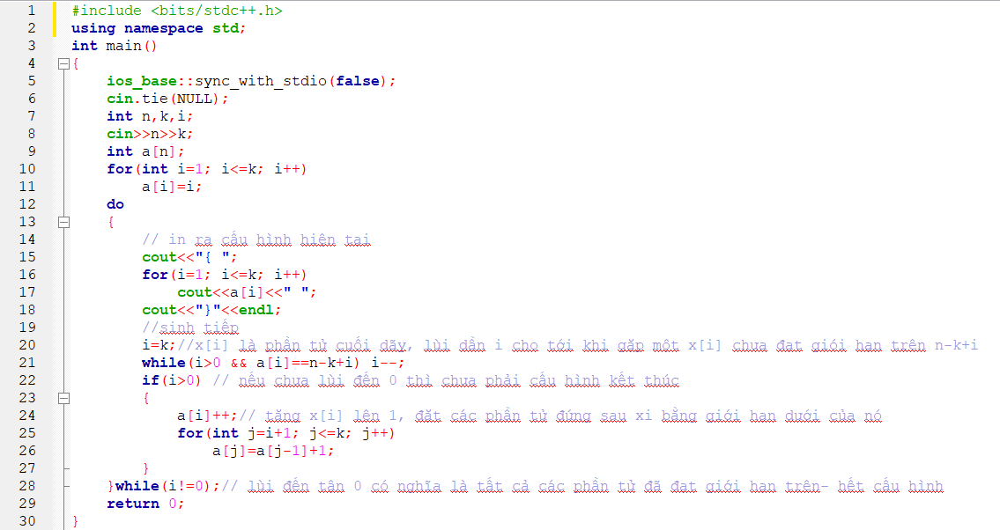 1 #include <bits/stdc++.h>
2 using namespace std;
3 int main()
4 {
5 ios_base::sync_with_stdio(false);
6 cin.tie(NULL);
7 int n,k,i;
8 cin>>n>>k;
9 int a[n];
10 for(int i=1; i<=k; i++)
11 a[i]=i;
12 do
13 {
14 // in ra cấu hình hiện tại
15 cout<<"{ ";
16 for(i=1; i<=k; i++)
17 cout<<a[i]<<" ";
18 cout<<"}"<<endl;
19 //sinh tiếp
20 i=k;//x[i] là phần tử cuối dãy, lùi dần i cho tới khi gặp một x[i] chưa đạt giói hạn trên n-k+i
21 while(i>0 && a[i]==n-k+i) i--;
22 if(i>0) // nếu chưa lùi đến 0 thì chưa phải cấu hình kết thúc
23 {
24 a[i]++;// tăng x[i] lên 1, đặt các phần tử đứng sau xi bằng giới hạn dưới của nó
25 for(int j=i+1; j<=k; j++)
26 a[j]=a[j-1]+1;
27 }
28 }while(i!=0);// lùi đến tận 0 có nghĩa là tất cả các phần tử đã đạt giới hạn trên- hết cấu hình
29 return 0;
30 }